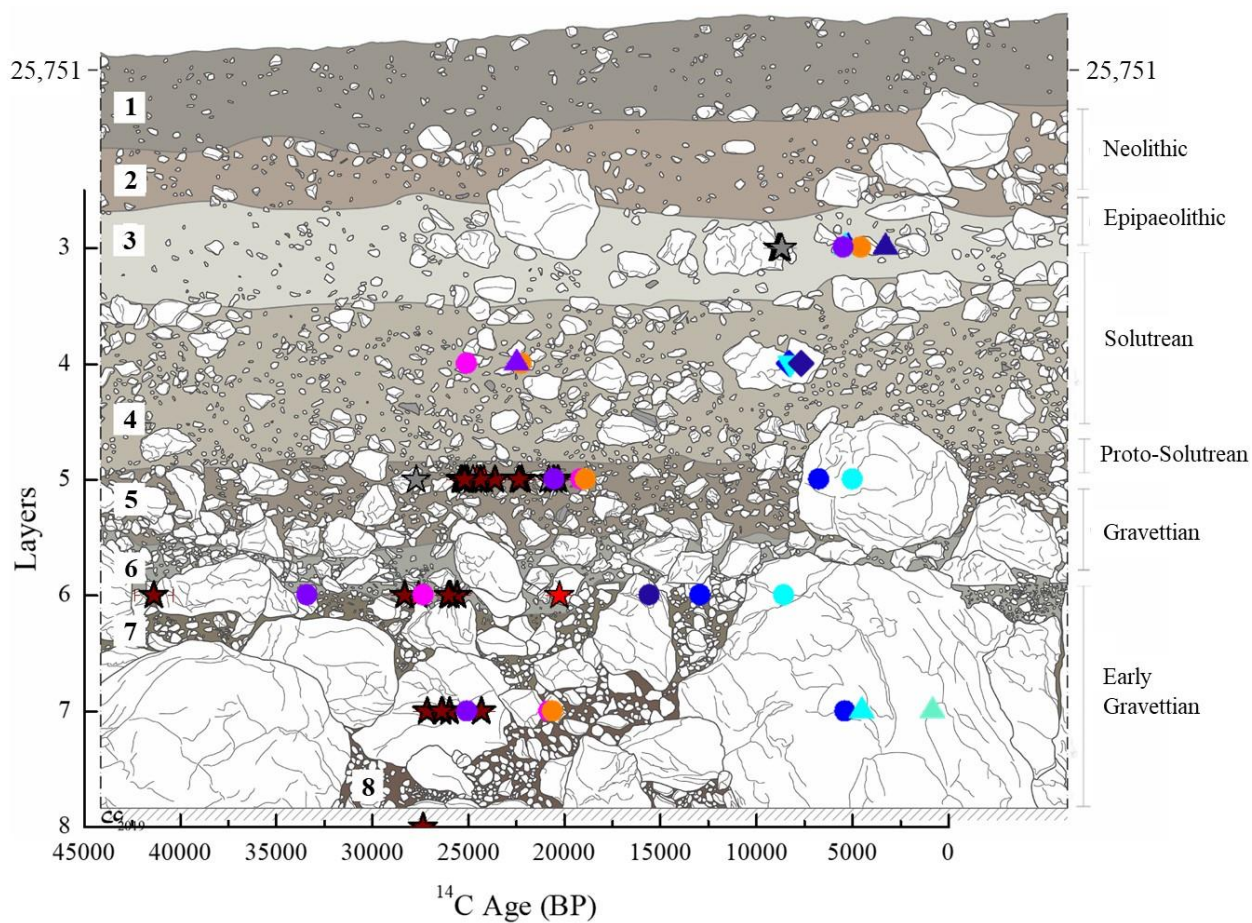 25,751
25,751
1
2
3
4
5
6
7
8
Neolithic
Epipaeolithic
Solutrean
Proto-Solutrean
Gravettian
Early
Gravettian
Layers
3
4
5
6
7
8
CC
2019
45000 40000 35000 30000 25000 20000 15000 10000 5000 0
14C Age (BP)